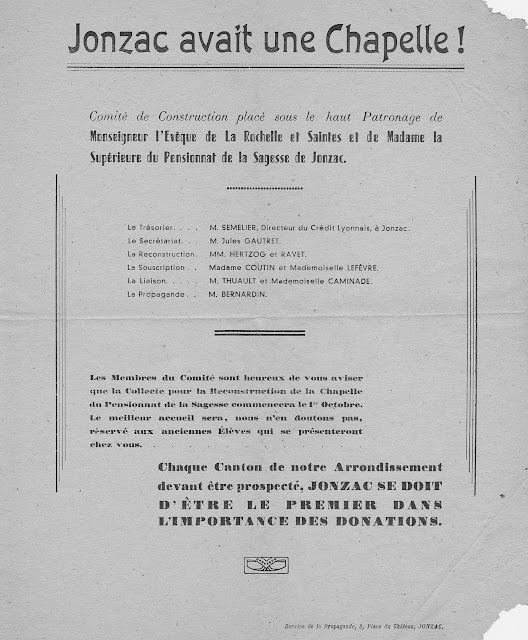 Jonzac avait une Chapelle !
Comité de Construction placé sous le haut Patronage de
Monseigneur l'Evêque de La Rochelle et Saintes et de Madame la
Supérieure du Pensionnat de la Sagesse de Jonzac.
Le Trésorier. . . . M. SEMELIER, Directeur du Crédit Lyonnais, à Jonzac.
Le Secrétariat. . . M. Jules GAUTRET.
La Reconstruction. MM. HERTZOG et RAVET.
La Souscription . . Madame COUTIN et Mademoiselle LEFÈVRE.
La Liaison. . . . . M. THUAULT et Mademoiselle CAMINADE.
La Propagande . . M. BERNARDIN.
Les Membres du Comité sont heureux de vous aviser
que la Collecte pour la Reconstruction de la Chapelle
du Pensionnat de la Sagesse commencera le 1er Octobre.
Le meilleur accueil sera, nous n'en doutons pas,
réservé aux anciennes Élèves qui se présenteront
chez vous.
Chaque Canton de notre Arrondissement
devant être prospecté, JONZAC SE DOIT
D'ÊTRE LE PREMIER DANS
L'IMPORTANCE DES DONATIONS.
Service de la Propagande, 8, Place du Château, JONZAC.